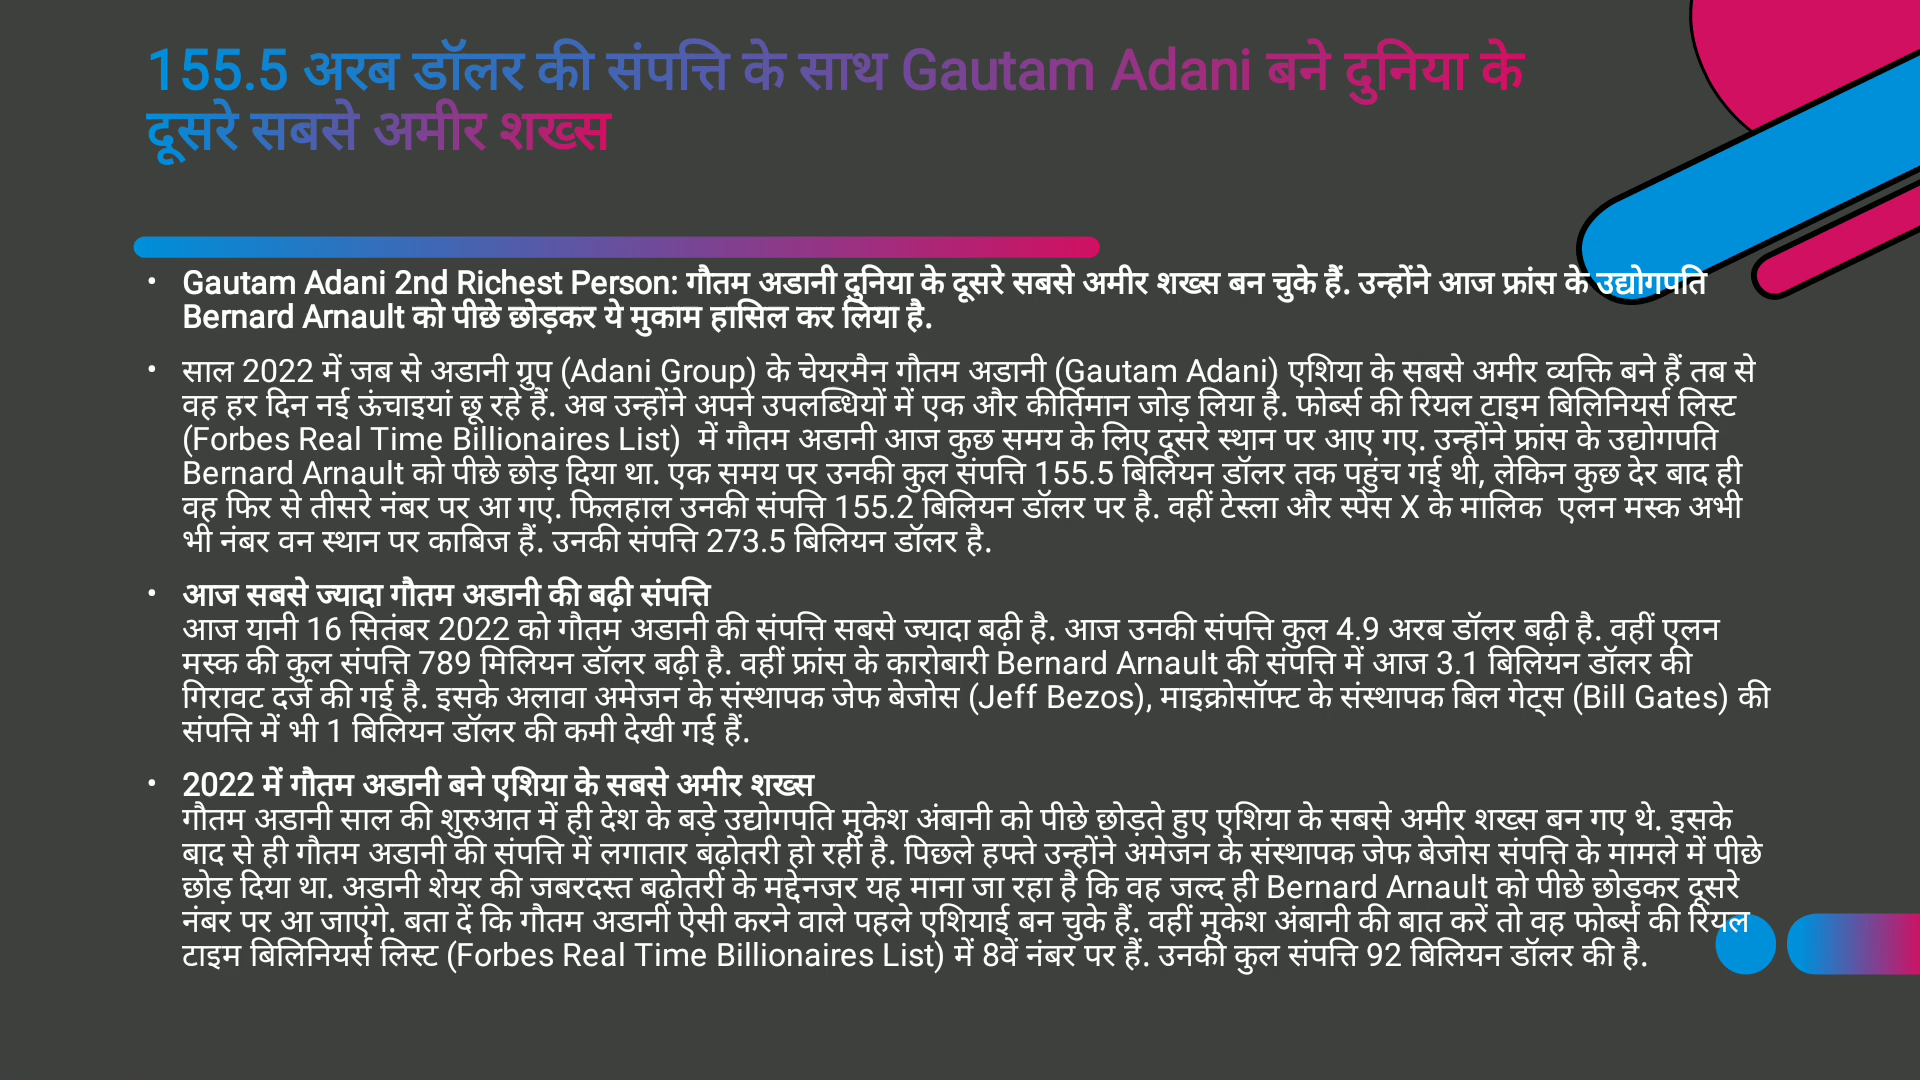 155.5 अरब डॉलर की संपत्ति के साथ Gautam Adani बने दुनिया के
दूसरे सबसे अमीर शख्स
• Gautam Adani 2nd Richest Person: गौतम अडानी दुनिया के दूसरे सबसे अमीर शख्स बन चुके हैं. उन्होंने आज फ्रांस के उद्योगपति
Bernard Arnault को पीछे छोड़कर ये मुकाम हासिल कर लिया है.
• साल 2022 में जब से अडानी ग्रुप (Adani Group) के चेयरमैन गौतम अडानी (Gautam Adani) एशिया के सबसे अमीर व्यक्ति बने हैं तब से
वह हर दिन नई ऊंचाइयां छू रहे हैं. अब उन्होंने अपने उपलब्धियों में एक और कीर्तिमान जोड़ लिया है. फोर्ब्स की रियल टाइम बिलिनियर्स लिस्ट
(Forbes Real Time Billionaires List)  में गौतम अडानी आज कुछ समय के लिए दूसरे स्थान पर आए गए. उन्होंने फ्रांस के उद्योगपति
Bernard Arnault को पीछे छोड़ दिया था. एक समय पर उनकी कुल संपत्ति 155.5 बिलियन डॉलर तक पहुंच गई थी, लेकिन कुछ देर बाद ही
वह फिर से तीसरे नंबर पर आ गए. फिलहाल उनकी संपत्ति 155.2 बिलियन डॉलर पर है. वहीं टेस्ला और स्पेस X के मालिक  एलन मस्क अभी
भी नंबर वन स्थान पर काबिज हैं. उनकी संपत्ति 273.5 बिलियन डॉलर है.
• आज सबसे ज्यादा गौतम अडानी की बढ़ी संपत्ति
आज यानी 16 सितंबर 2022 को गौतम अडानी की संपत्ति सबसे ज्यादा बढ़ी है. आज उनकी संपत्ति कुल 4.9 अरब डॉलर बढ़ी है. वहीं एलन
मस्क की कुल संपत्ति 789 मिलियन डॉलर बढ़ी है. वहीं फ्रांस के कारोबारी Bernard Arnault की संपत्ति में आज 3.1 बिलियन डॉलर की
गिरावट दर्ज की गई है. इसके अलावा अमेजन के संस्थापक जेफ बेजोस (Jeff Bezos), माइक्रोसॉफ्ट के संस्थापक बिल गेट्स (Bill Gates) की
संपत्ति में भी 1 बिलियन डॉलर की कमी देखी गई हैं.
• 2022 में गौतम अडानी बने एशिया के सबसे अमीर शख्स
गौतम अडानी साल की शुरुआत में ही देश के बड़े उद्योगपति मुकेश अंबानी को पीछे छोड़ते हुए एशिया के सबसे अमीर शख्स बन गए थे. इसके
बाद से ही गौतम अडानी की संपत्ति में लगातार बढ़ोतरी हो रही है. पिछले हफ्ते उन्होंने अमेजन के संस्थापक जेफ बेजोस संपत्ति के मामले में पीछे
छोड़ दिया था. अडानी शेयर की जबरदस्त बढ़ोतरी के मद्देनजर यह माना जा रहा है कि वह जल्द ही Bernard Arnault को पीछे छोड़कर दूसरे
नंबर पर आ जाएंगे. बता दें कि गौतम अडानी ऐसी करने वाले पहले एशियाई बन चुके हैं. वहीं मुकेश अंबानी की बात करें तो वह फोर्ब्स की रियल
टाइम बिलिनियर्स लिस्ट (Forbes Real Time Billionaires List) में 8वें नंबर पर हैं. उनकी कुल संपत्ति 92 बिलियन डॉलर की है.